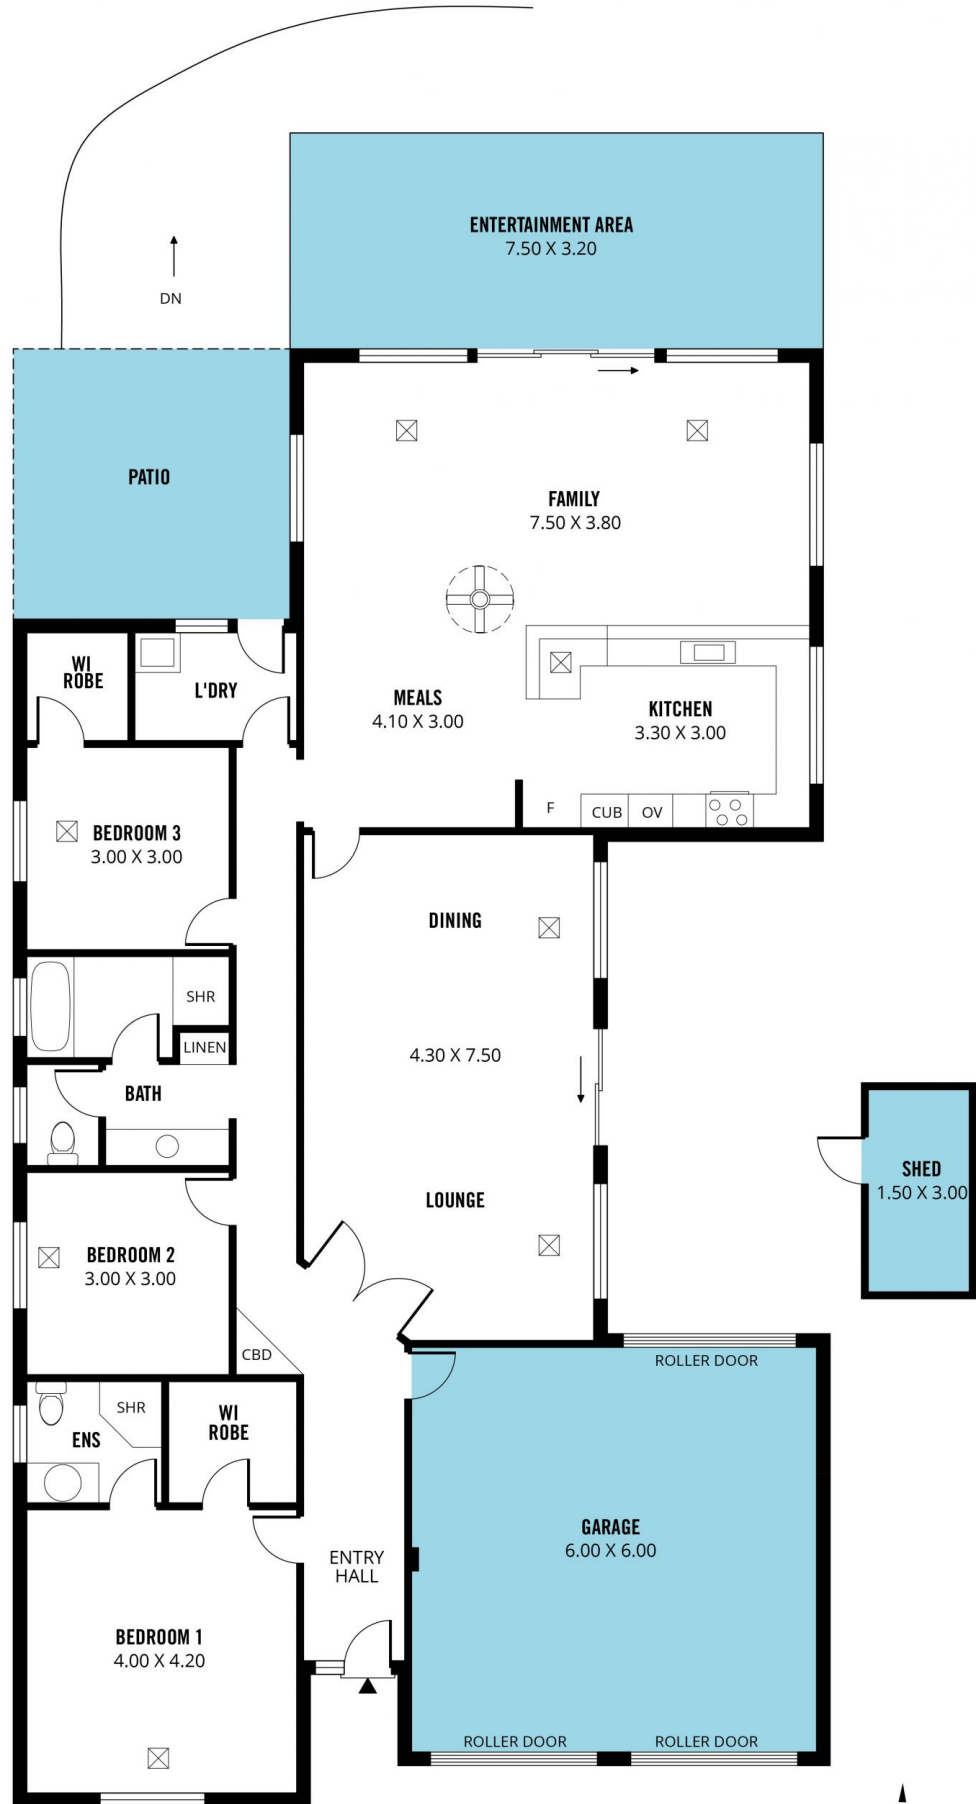 ENTERTAINMENT AREA
7.50 X 3.20
DN
PATIO
FAMILY
7.50 X 3.80
WI
ROBE
L'DRY
MEALS
4.10 X 3.00
KITCHEN
3.30 X 3.00
F
CUB
OV
BEDROOM 3
3.00 X 3.00
DINING
SHR
LINEN
4.30 X 7.50
BATH
SHED
1.50 X 3.00
LOUNGE
BEDROOM 2
3.00 X 3.00
CBD
ROLLER DOOR
SHR
WI
ROBE
ENS
GARAGE
6.00 X 6.00
ENTRY
HALL
BEDROOM 1
4.00 X 4.20
ROLLER DOOR
ROLLER DOOR